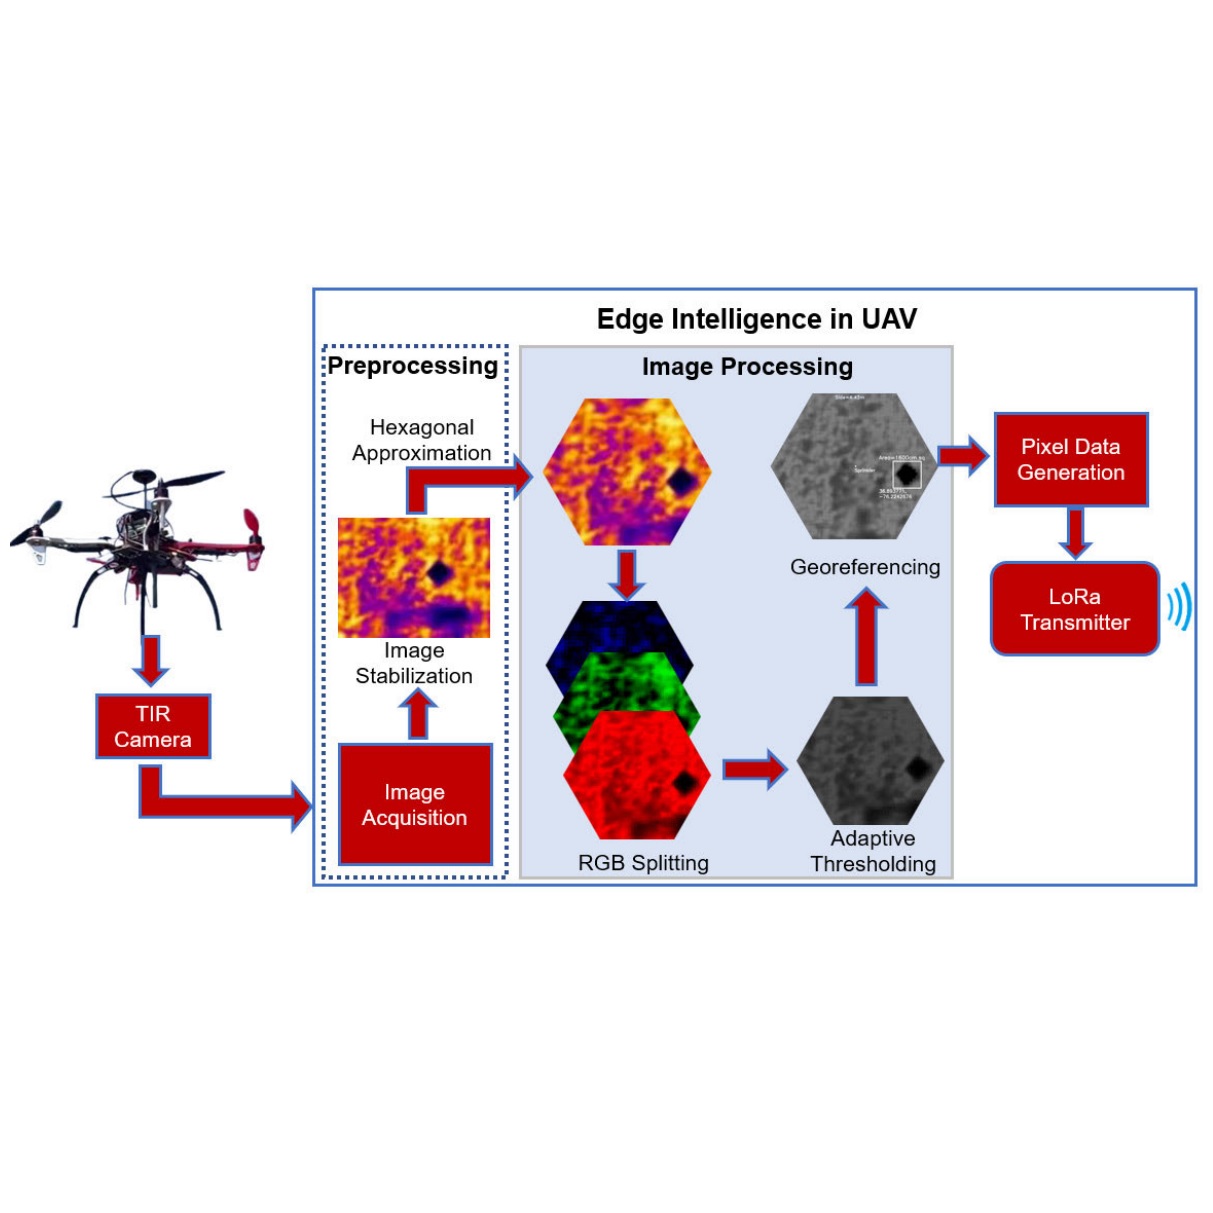 Edge Intelligence in UAV
Preprocessing
Image Processing
Hexagonal
Approximation
Image
Stabilization
Image
Acquisition
TIR
Camera
RGB Splitting
Adaptive
Thresholding
Georeferencing
Pixel Data
Generation
LoRa
Transmitter